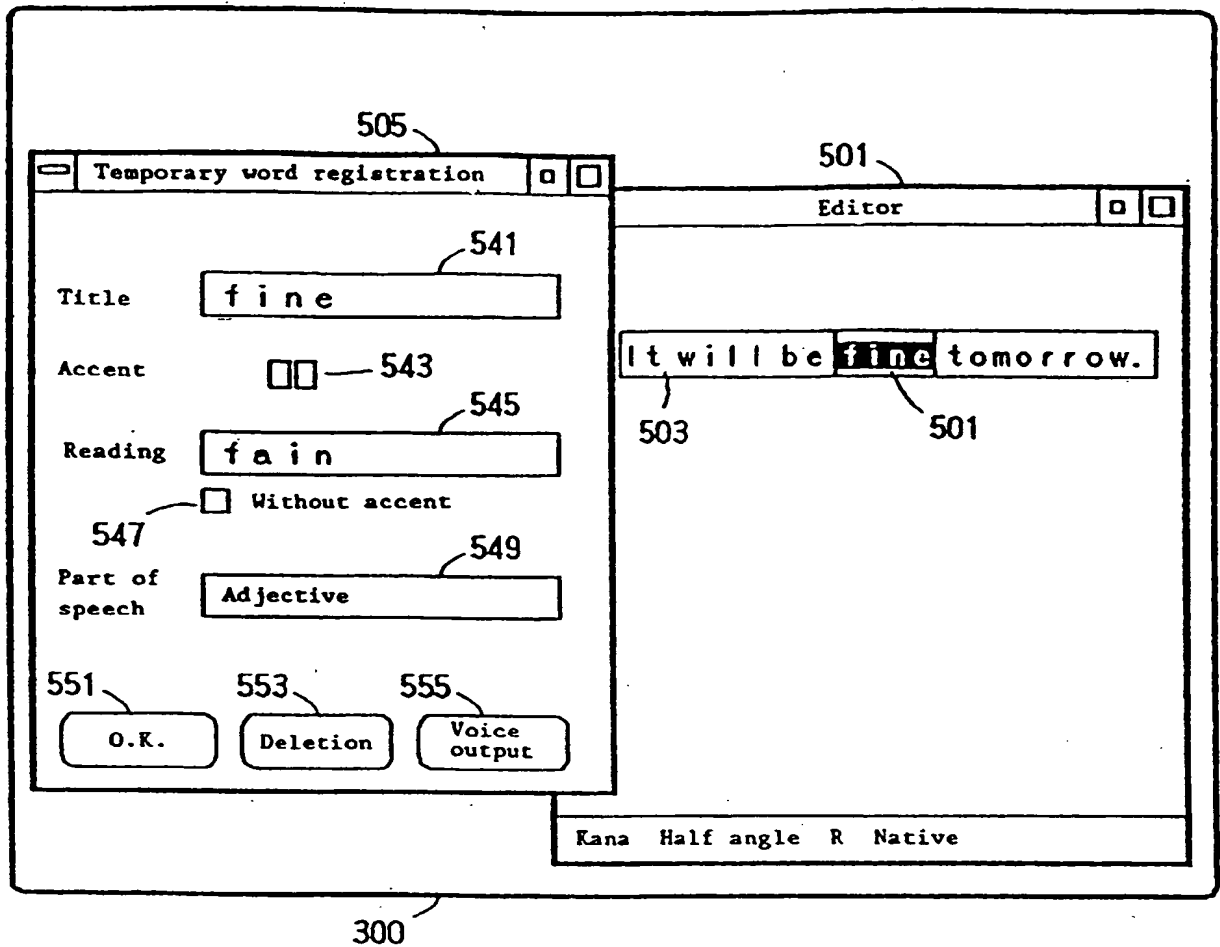 505
Temporary word registration
501
Editor
541
Title
fine
It will be fine tomorrow.
Accent
543
503
501
545
Reading
fain
Without accent
547
549
Part of
speech
Adjective
551
553
555
O.K.
Deletion
Voice
output
Kana Half angle R Native
300